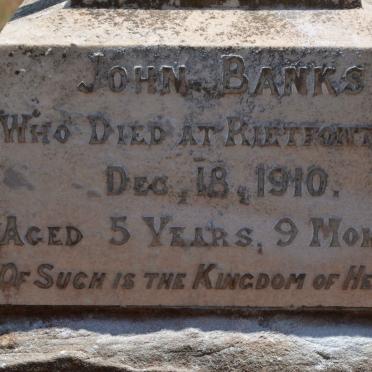 John Banks
Who Died at Rietfont
Dec. 18, 1910.
Aged 5 Years, 9 Mon
Of Such is the Kingdom of He